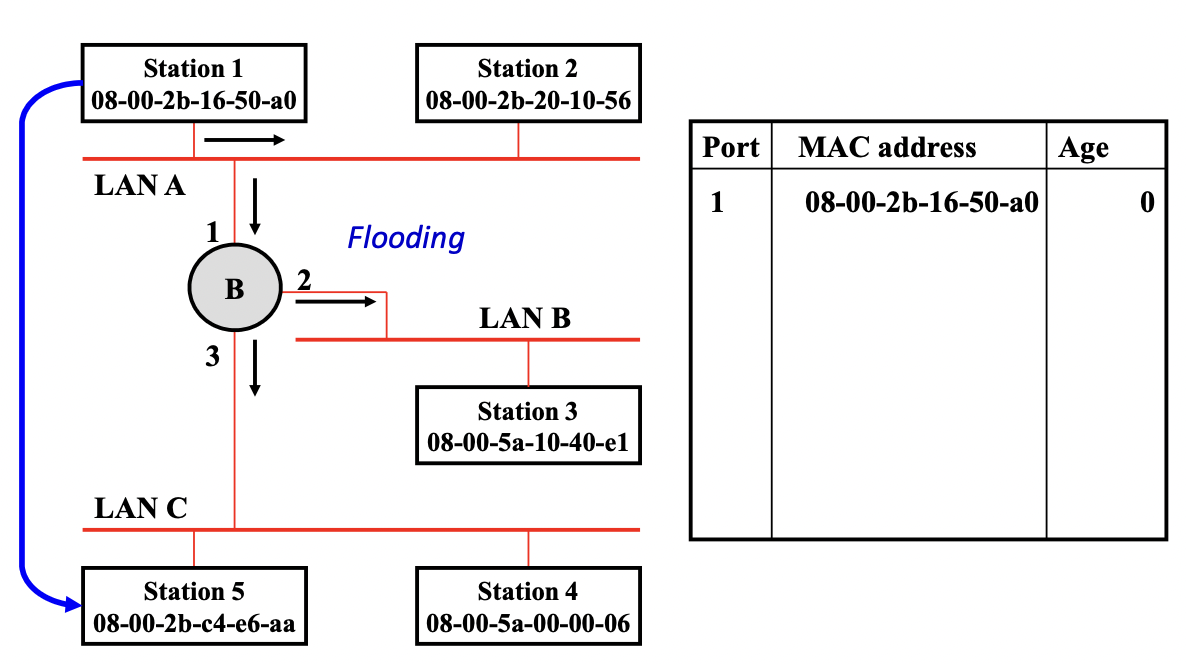 Station 1
08-00-2b-16-50-a0
Station 2
08-00-2b-20-10-56
LAN A
1
Flooding
B
2
LAN B
3
Station 3
08-00-5a-10-40-e1
LAN C
Station 5
08-00-2b-c4-e6-aa
Station 4
08-00-5a-00-00-06
Port MAC address Age
1 08-00-2b-16-50-a0 0